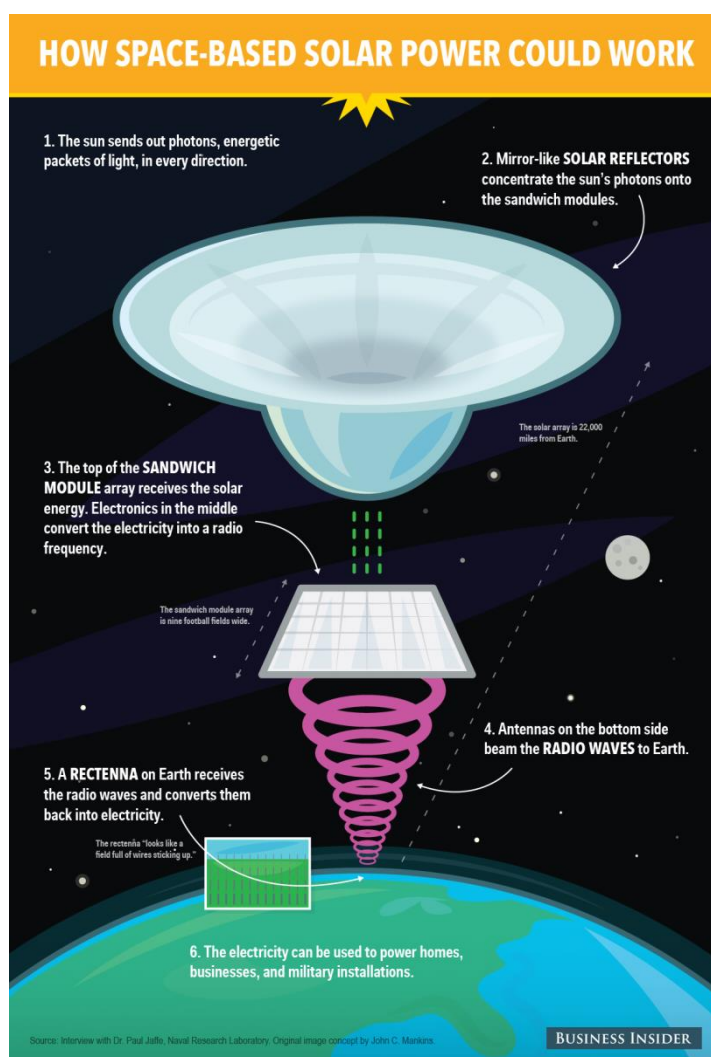 HOW SPACE-BASED SOLAR POWER COULD WORK
1. The sun sends out photons, energetic
packets of light, in every direction.
2. Mirror-like SOLAR REFLECTORS
concentrate the sun's photons onto
the sandwich modules.
The solar array is 22,000
miles from Earth.
3. The top of the SANDWICH
MODULE array receives the solar
energy. Electronics in the middle
convert the electricity into a radio
frequency.
The sandwich module array
is nine football fields wide.
4. Antennas on the bottom side
beam the RADIO WAVES to Earth.
5. A RECTENNA on Earth receives
the radio waves and converts them
back into electricity.
The rectenna "looks like a
field full of wires sticking up."
6. The electricity can be used to power homes,
businesses, and military installations.
Source: Interview with Dr. Paul Jaffe, Naval Research Laboratory. Original image concept by John C. Mankins.
BUSINESS INSIDER